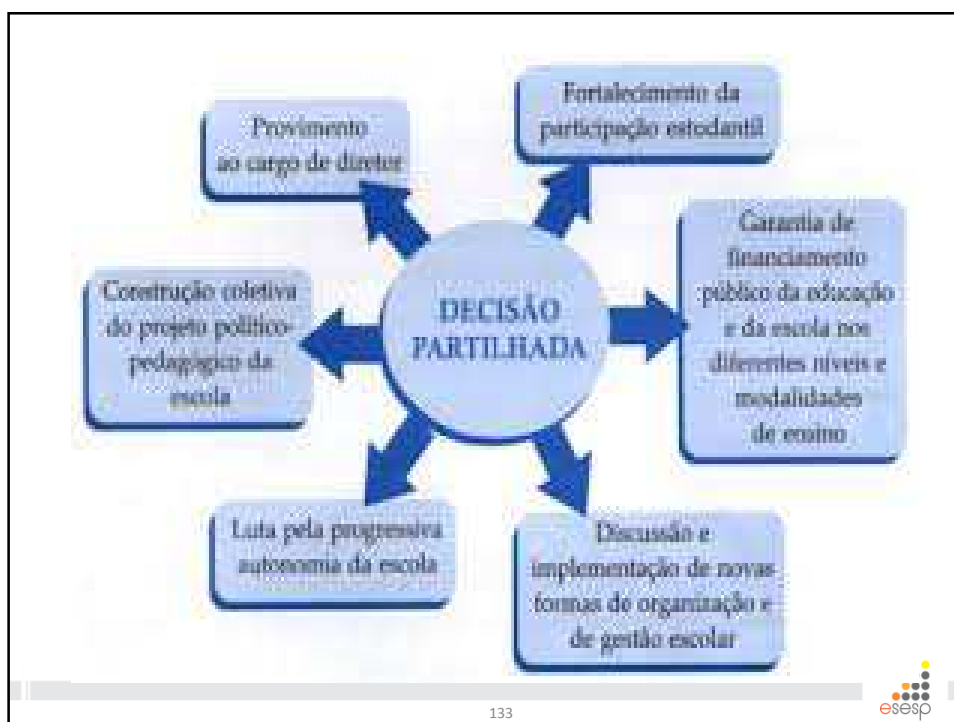 Provimento
ao cargo de diretor
Fortalecimento da
participação estudantil
Construção coletiva
do projeto político-
pedagógico da
escola
DECISÃO
PARTILHADA
Garantia de
financiamento
público da educação
e da escola nos
diferentes níveis e
modalidades
de ensino
Luta pela progressiva
autonomia da escola
Discussão e
implementação de novas
formas de organização e
de gestão escolar
133
esesp